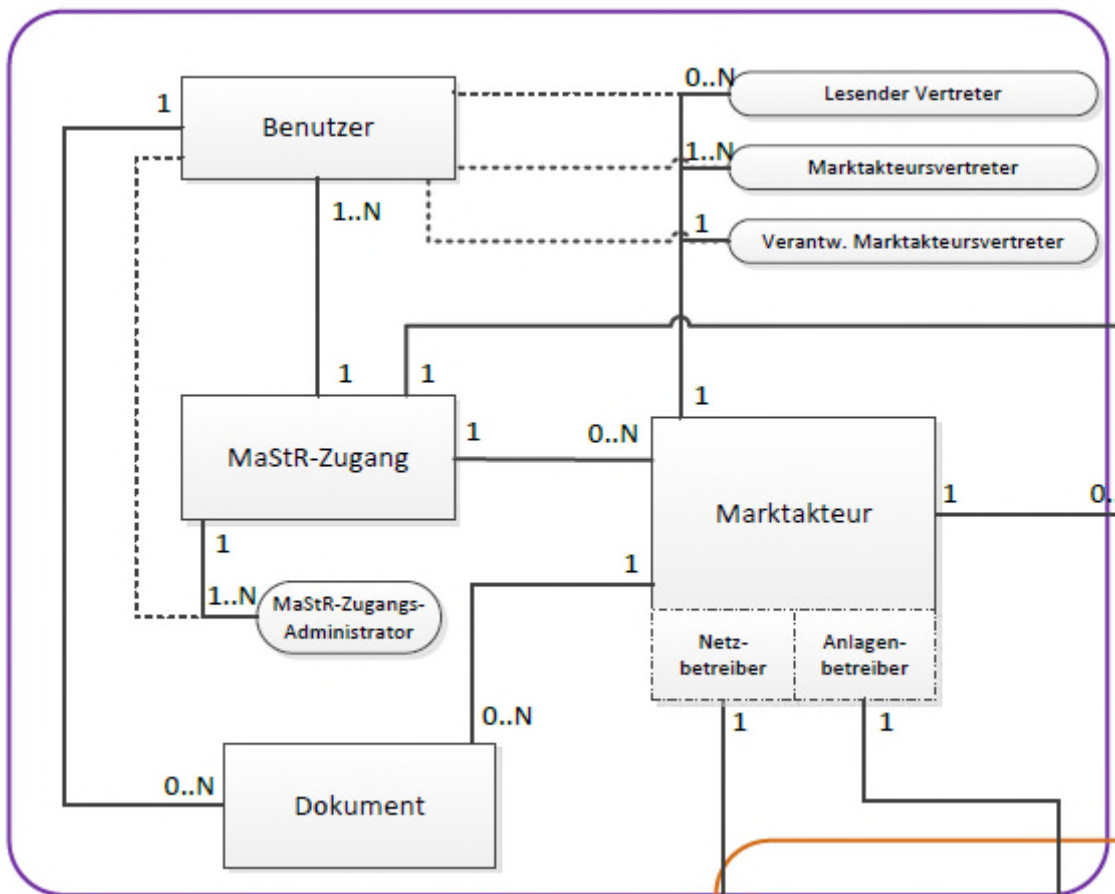 0..N
Lesender Vertreter
1
Benutzer
1..N
Marktakteursvertreter
1..N
1
Verantw. Marktakteursvertreter
1
1
1
MaStR-Zugang
1
0..N
Marktakteur
1
0..
1
1
1..N
MaStR-Zugangs-
Administrator
Netz-
betreiber
Anlagen-
betreiber
0..N
1
1
0..N
Dokument